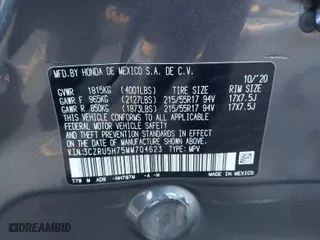 MFD. BY HONDA DE MEXICO S.A. DE C.V.
10/'20
GVWR 1815KG (4001LBS) RIM SIZE
GAWR F 965KG (2127LBS) 215/55R17 94V 17X7.5J
GAWR R 850KG (1873LBS) 215/55R17 94V 17X7.5J
THIS VEHICLE CONFORMS TO ALL APPLICABLE
FEDERAL MOTOR VEHICLE SAFETY AND THEFT
PREVENTION STANDARDS IN EFFECT ON THE
DATE OF MANUFACTURE SHOWN ABOVE.
VIN:3CZRU5H75MM704623 TYPE: MPV
MADE IN MEXICO